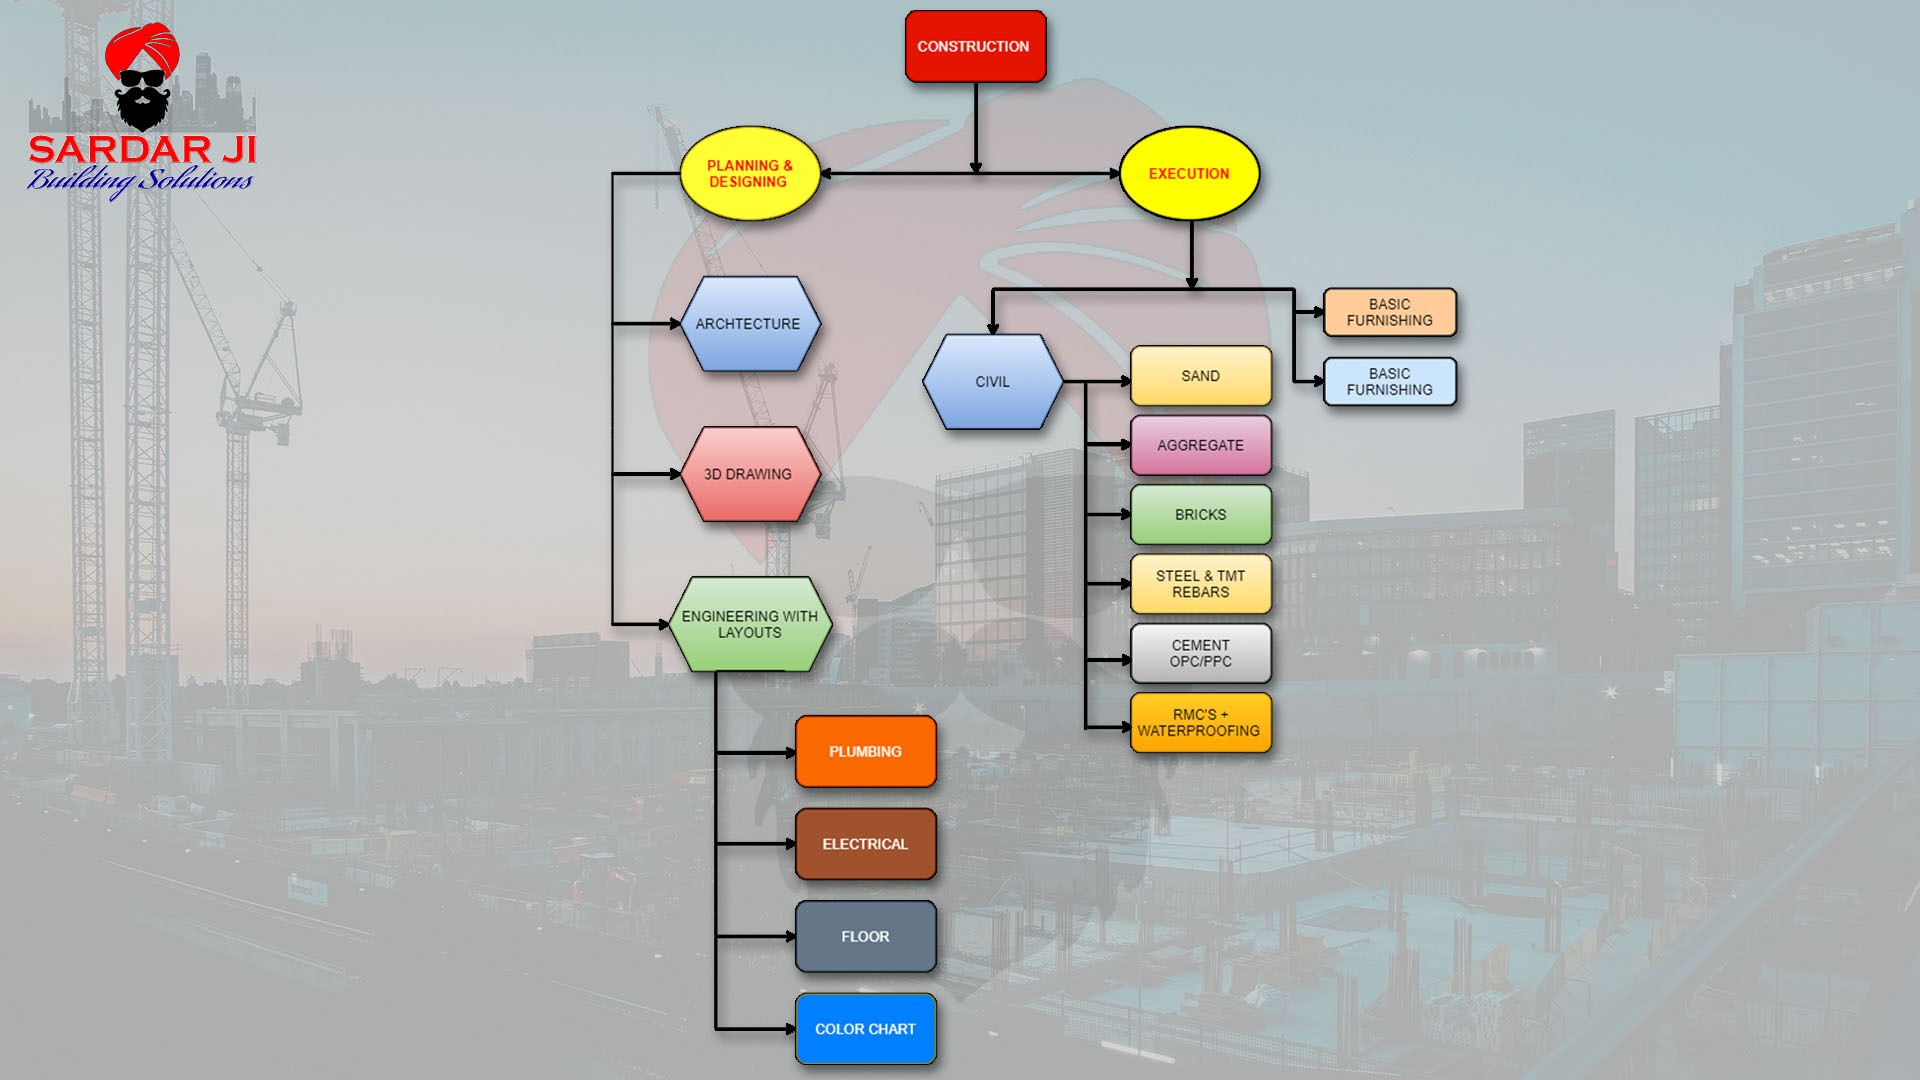 SARDAR JI
Building Solutions
CONSTRUCTION
PLANNING &
DESIGNING
EXECUTION
ARCHTECTURE
3D DRAWING
ENGINEERING WITH
LAYOUTS
PLUMBING
ELECTRICAL
FLOOR
COLOR CHART
CIVIL
SAND
AGGREGATE
BRICKS
STEEL & TMT
REBARS
CEMENT
OPC/PPC
RMC'S +
WATERPROOFING
BASIC
FURNISHING
BASIC
FURNISHING